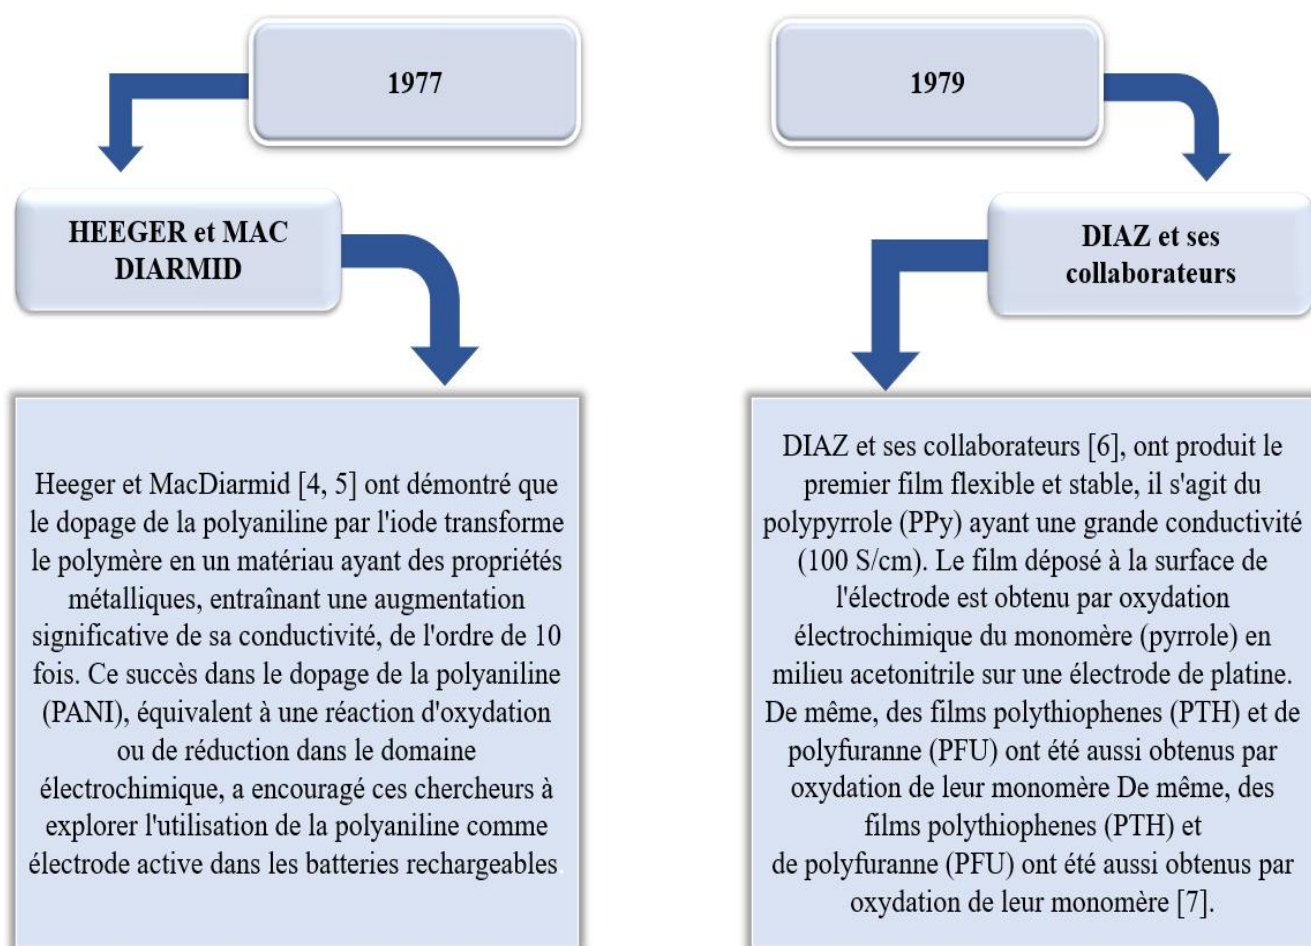 1977
HEEGER et MAC
DIARMID
Heeger et MacDiarmid [4, 5] ont démontré que
le dopage de la polyaniline par l'iode transforme
le polymère en un matériau ayant des propriétés
métalliques, entraînant une augmentation
significative de sa conductivité, de l'ordre de 10
fois. Ce succès dans le dopage de la polyaniline
(PANI), équivalent à une réaction d'oxydation
ou de réduction dans le domaine
électrochimique, a encouragé ces chercheurs à
explorer l'utilisation de la polyaniline comme
électrode active dans les batteries rechargeables.
1979
DIAZ et ses
collaborateurs
DIAZ et ses collaborateurs [6], ont produit le
premier film flexible et stable, il s'agit du
polypyrrole (PPy) ayant une grande conductivité
(100 S/cm). Le film déposé à la surface de
l'électrode est obtenu par oxydation
électrochimique du monomère (pyrrole) en
milieu acetonitrile sur une électrode de platine.
De même, des films polythiophenes (PTH) et de
polyfuranne (PFU) ont été aussi obtenus par
oxydation de leur monomère De même, des
films polythiophenes (PTH) et
de polyfuranne (PFU) ont été aussi obtenus par
oxydation de leur monomère [7].